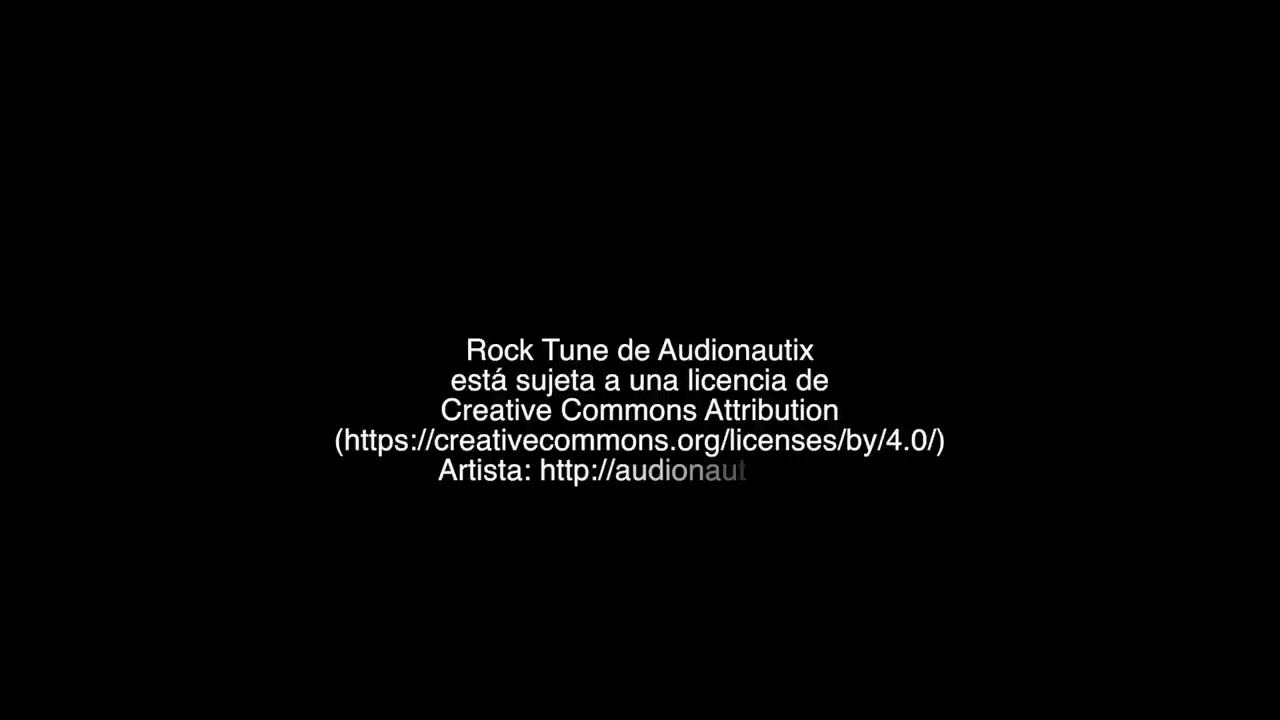 Rock Tune de Audionautix
está sujeta a una licencia de
Creative Commons Attribution
(https://creativecommons.org/licenses/by/4.0/)
Artista: http://audionaut